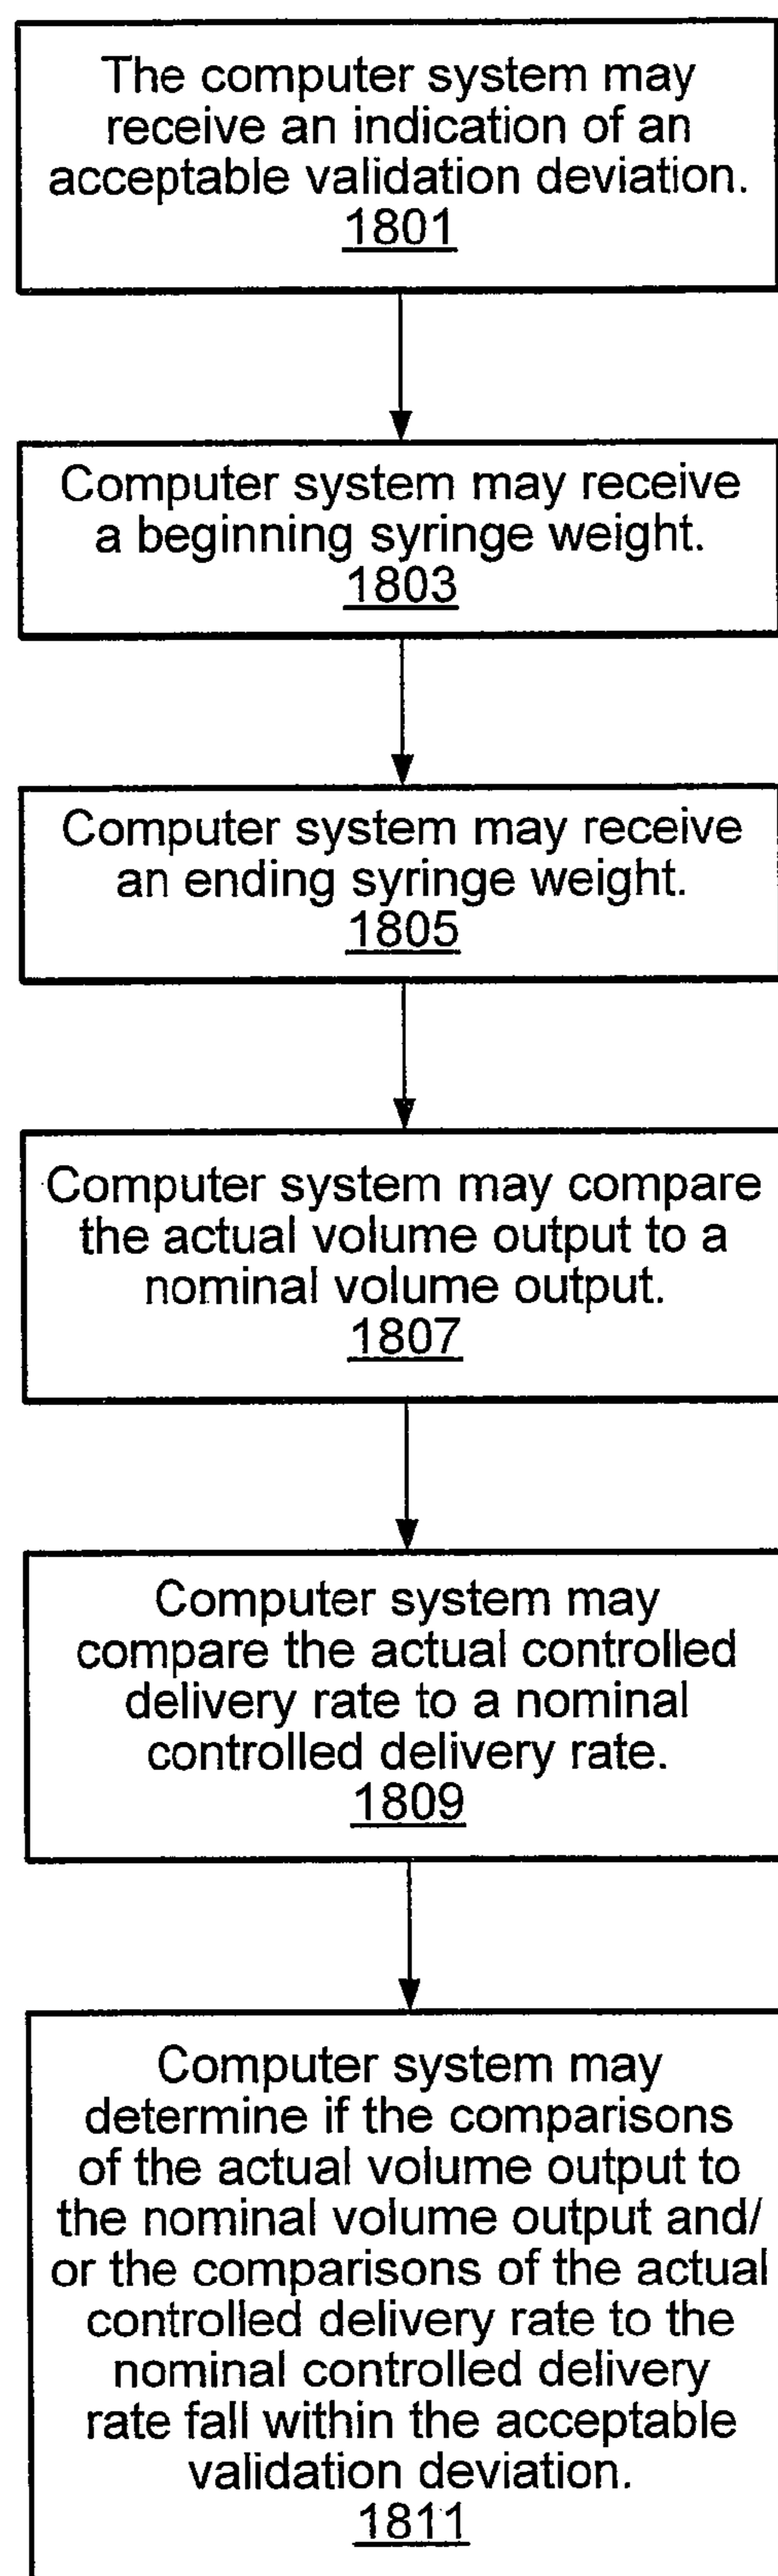 The computer system may
receive an indication of an
acceptable validation deviation.
1801
Computer system may receive
a beginning syringe weight.
1803
Computer system may receive
an ending syringe weight.
1805
Computer system may compare
the actual volume output to a
nominal volume output.
1807
Computer system may
compare the actual controlled
delivery rate to a nominal
controlled delivery rate.
1809
Computer system may
determine if the comparisons
of the actual volume output to
the nominal volume output and/
or the comparisons of the actual
controlled delivery rate to the
nominal controlled delivery
rate fall within the acceptable
validation deviation.
1811